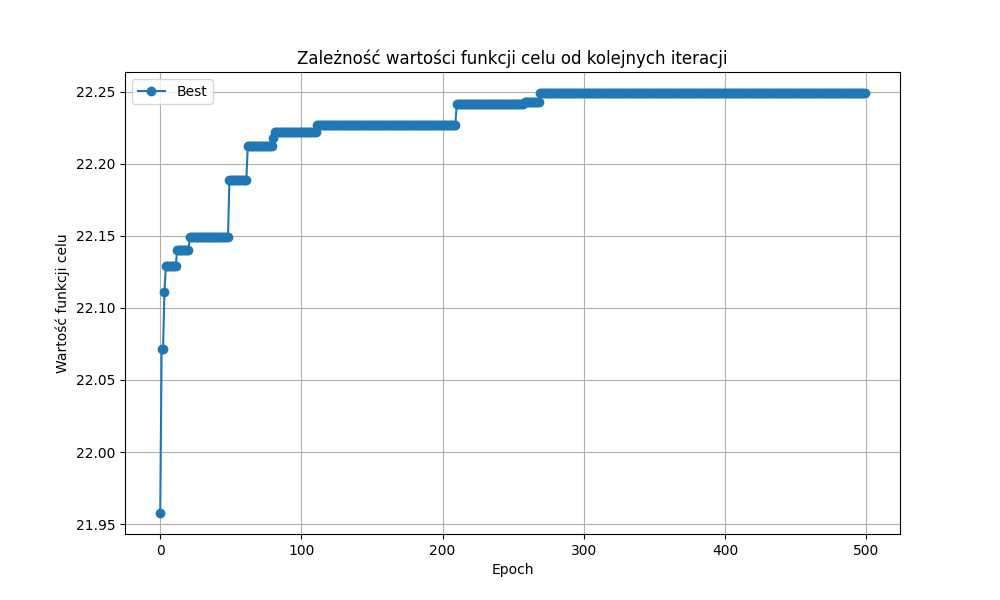 Zależność wartości funkcji celu od kolejnych iteracji
Best
Wartość funkcji celu
22.25
22.20
22.15
22.10
22.05
22.00
21.95
0 100 200 300 400 500
Epoch